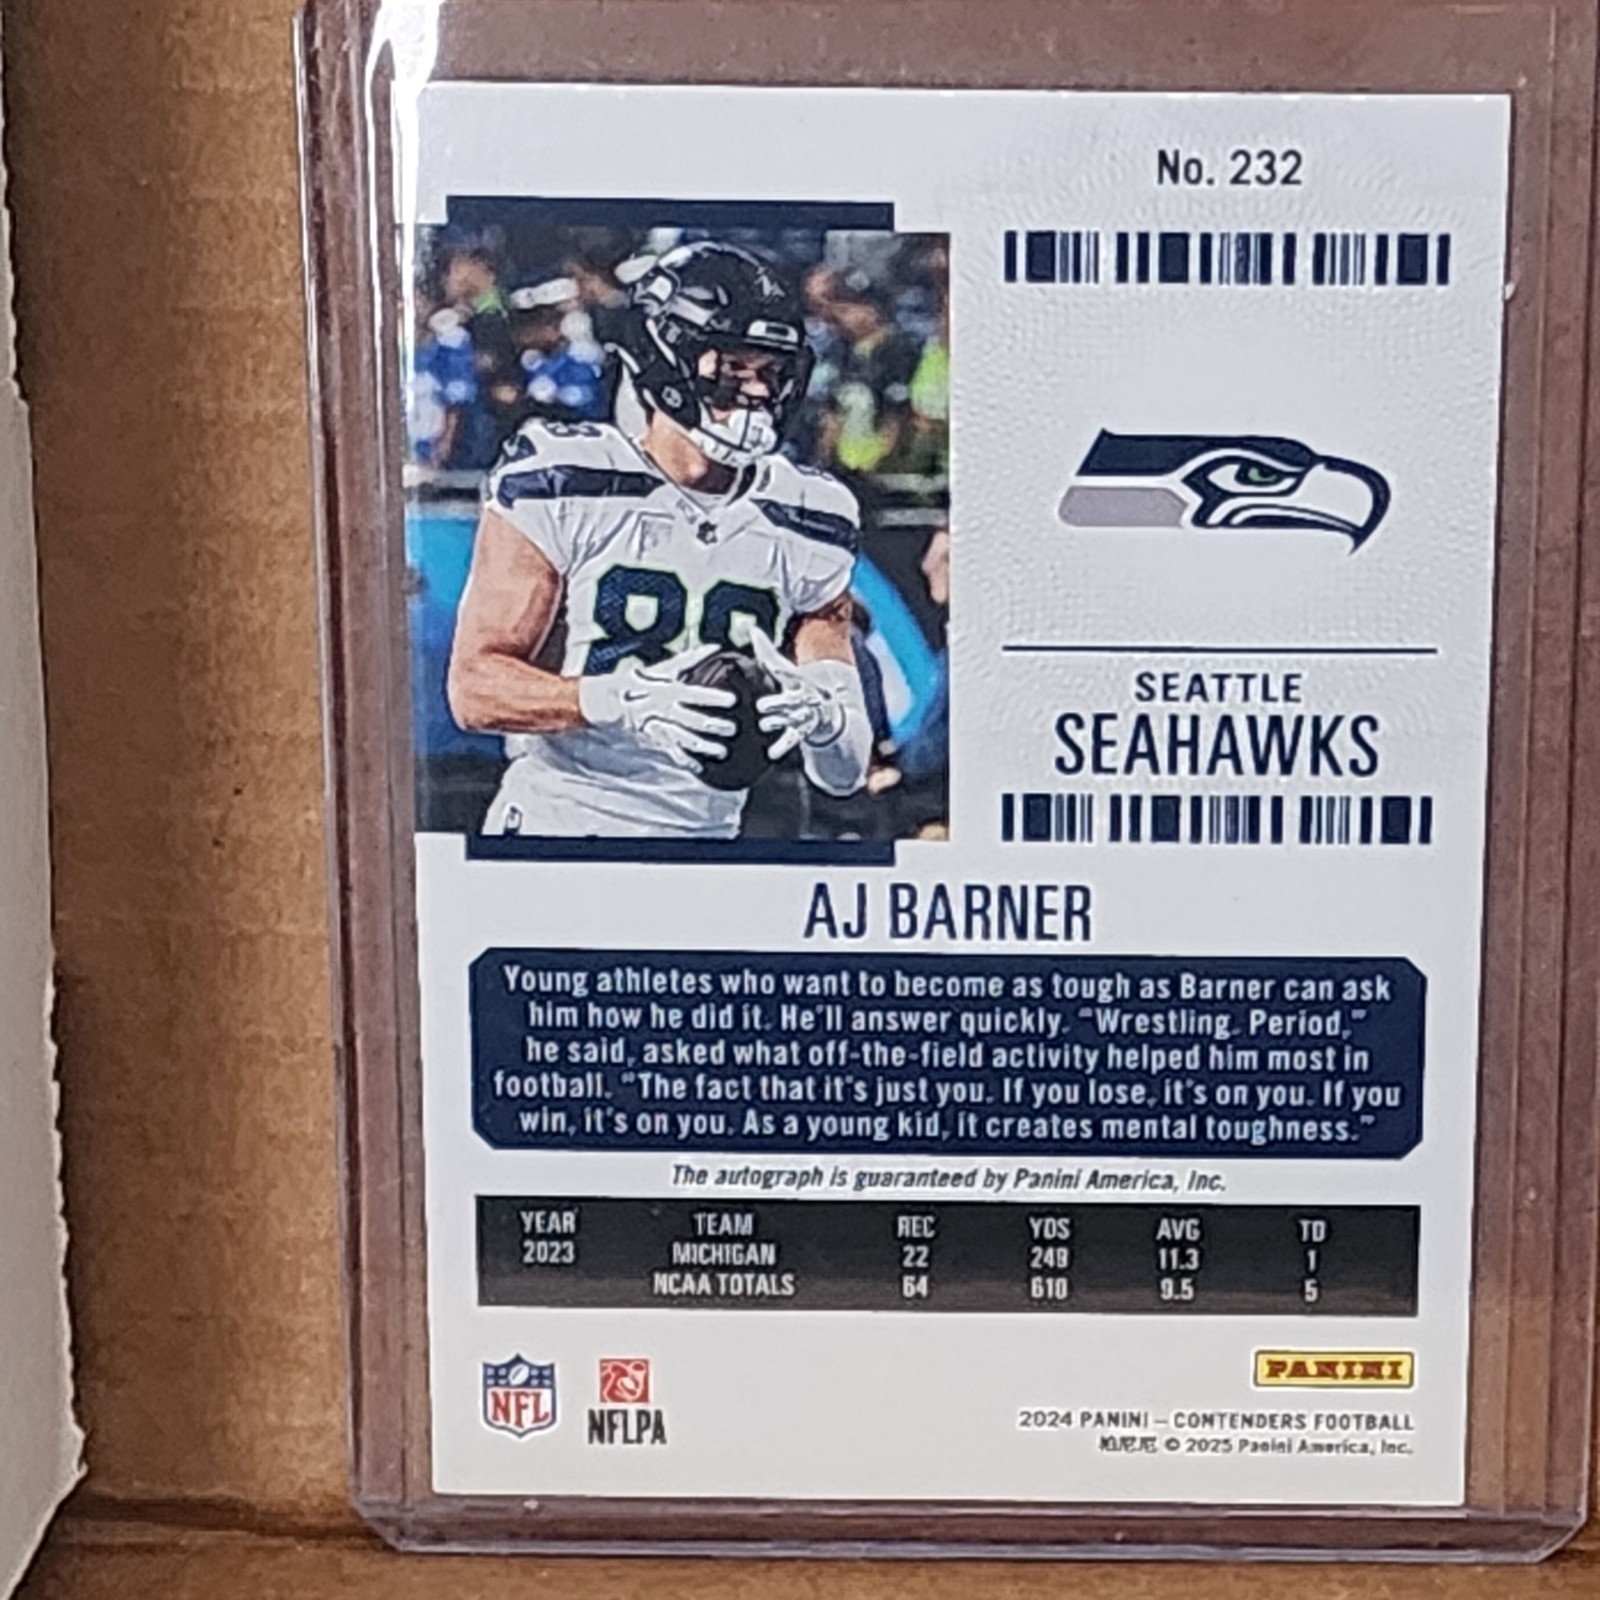 No. 232
88
SEATTLE
SEAHAWKS
AJ BARNER
Young athletes who want to become as tough as Barner can ask
him how he did it. He'll answer quickly. "Wrestling. Period,"
he said, asked what off-the-field activity helped him most in
football. "The fact that it's just you. If you lose, it's on you. If you
win, it's on you. As a young kid, it creates mental toughness."
The autograph is guaranteed by Panini America, Inc.
YEAR TEAM REC YDS AVG TD
2023 MICHIGAN 22 249 11.3 1
NCAA TOTALS 64 610 9.5 5
NFL
NFLPA
PANINI
2024 PANINI – CONTENDERS FOOTBALL
帕尼尼 © 2025 Panini America, Inc.